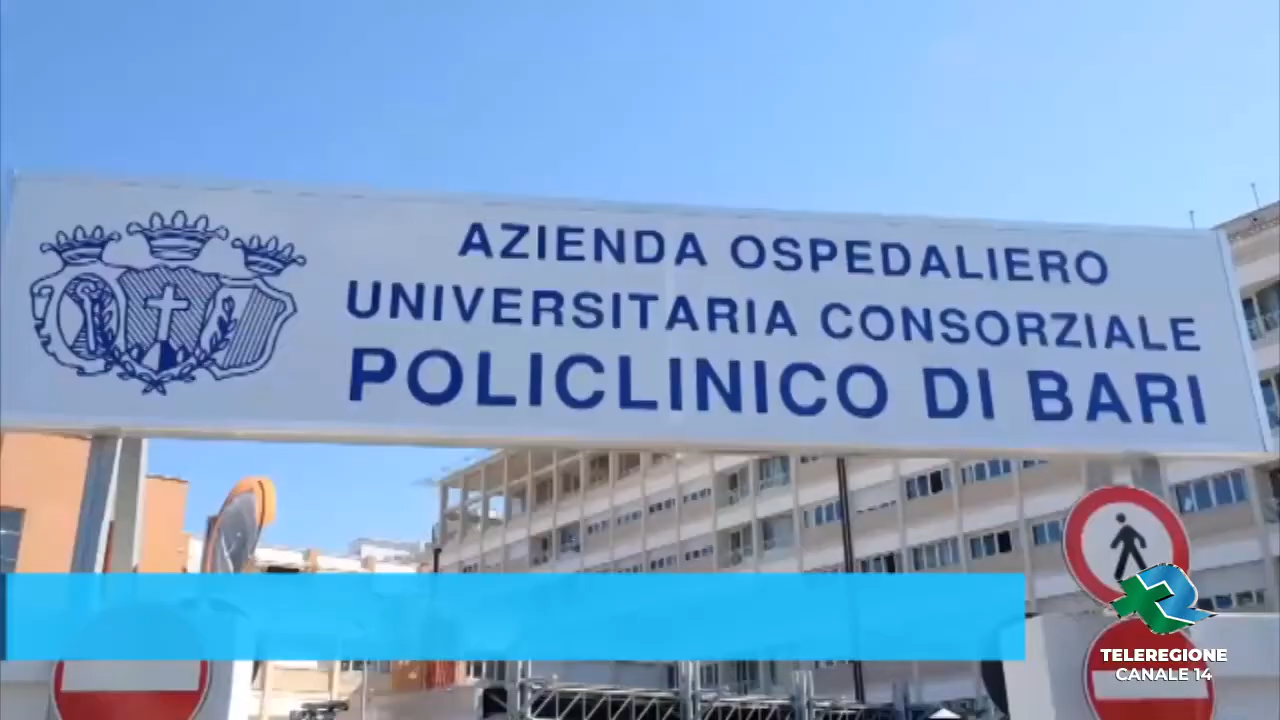 AZIENDA OSPEDALIERO
UNIVERSITARIA CONSORZIALE
POLICLINICO DI BARI
TELEREGIONE
CANALE 14